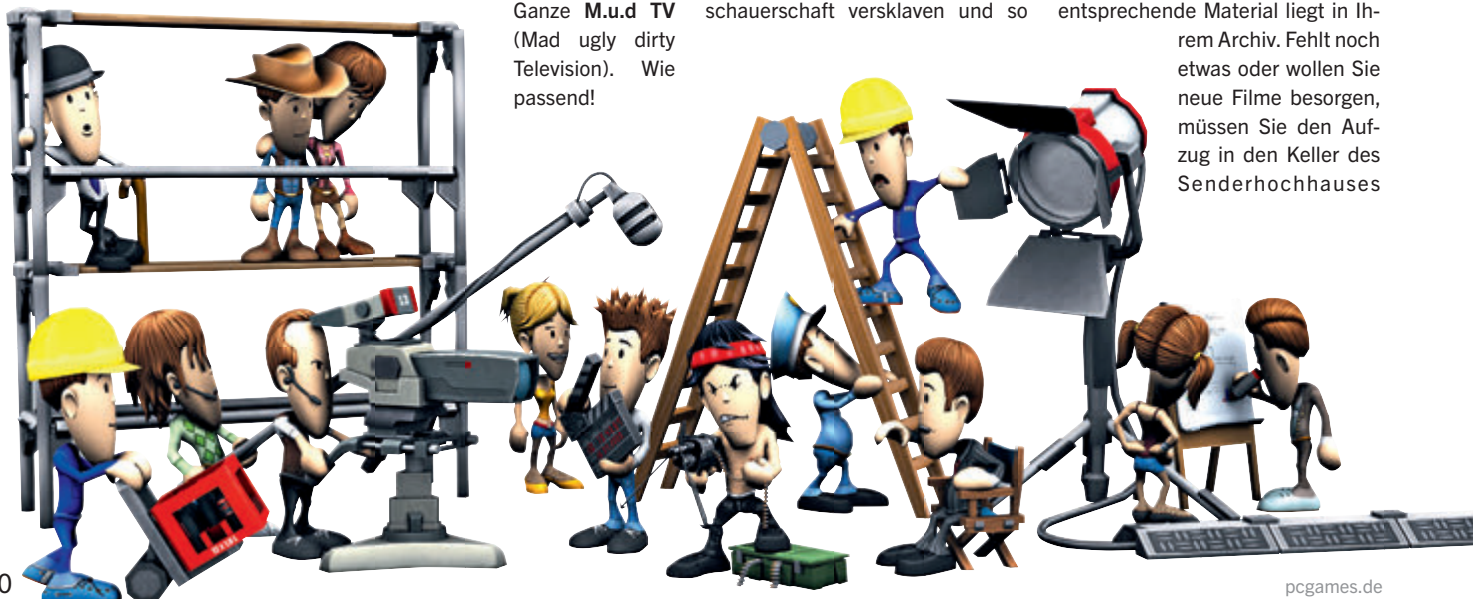 Ganze M.u.d TV
(Mad ugly dirty
Television). Wie
passend!
schauerschaft versklaven und so
entsprechende Material liegt in Ih-
rem Archiv. Fehlt noch
etwas oder wollen Sie
neue Filme besorgen,
müssen Sie den Auf-
zug in den Keller des
Senderhochhauses
13
0
pcgames.de